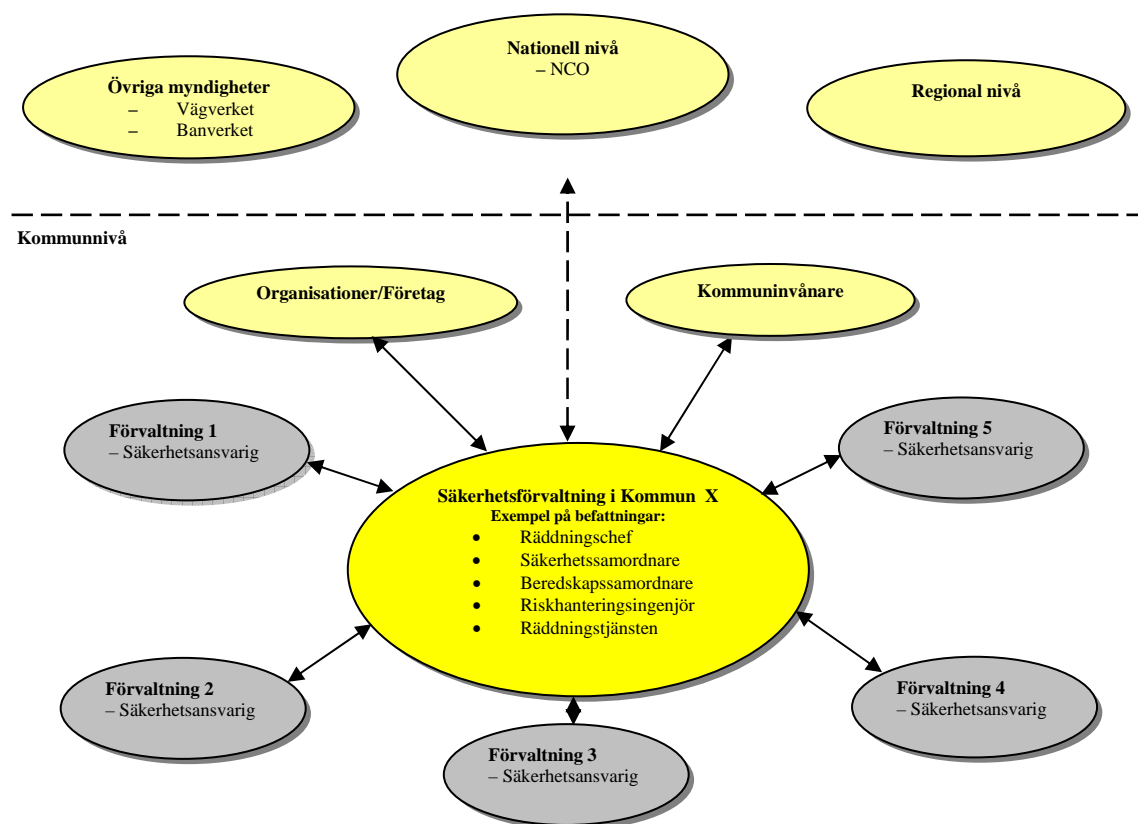 Nationell nivå
– NCO
Övriga myndigheter
– Vägverket
– Banverket
Regional nivå
Kommunnivå
Organisationer/Företag
Kommuninvånare
Förvaltning 1
– Säkerhetsansvarig
Förvaltning 5
– Säkerhetsansvarig
Säkerhetsförvaltning i Kommun X
Exempel på befattningar:
• Räddningschef
• Säkerhetssamordnare
• Beredskapssamordnare
• Riskhanteringsingenjör
• Räddningstjänsten
Förvaltning 2
– Säkerhetsansvarig
Förvaltning 4
– Säkerhetsansvarig
Förvaltning 3
– Säkerhetsansvarig